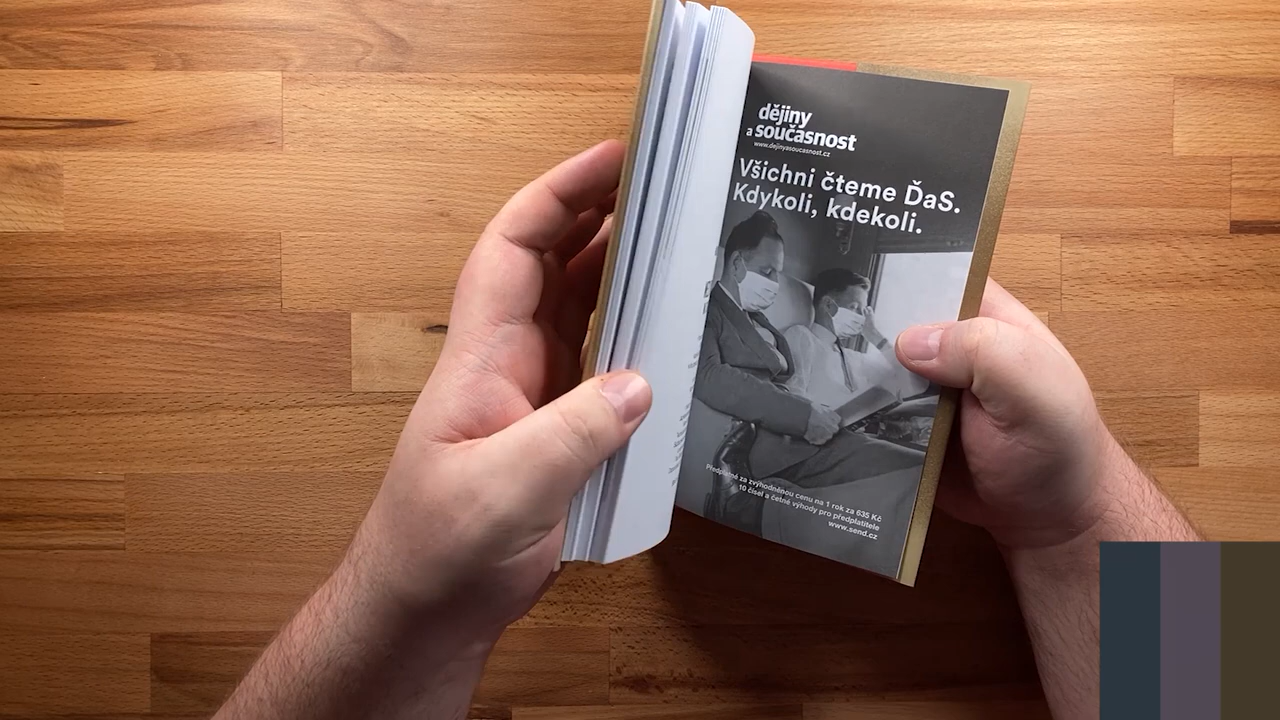 dějiny
a současnost
www.dejinyasoucasnost.cz
Všichni čteme ĎaS.
Kdykoli, kdekoli.
Předplatné za zvýhodněnou cenu na 1 rok za 635 Kč
10 čísel a četné výhody pro předplatitele
www.send.cz